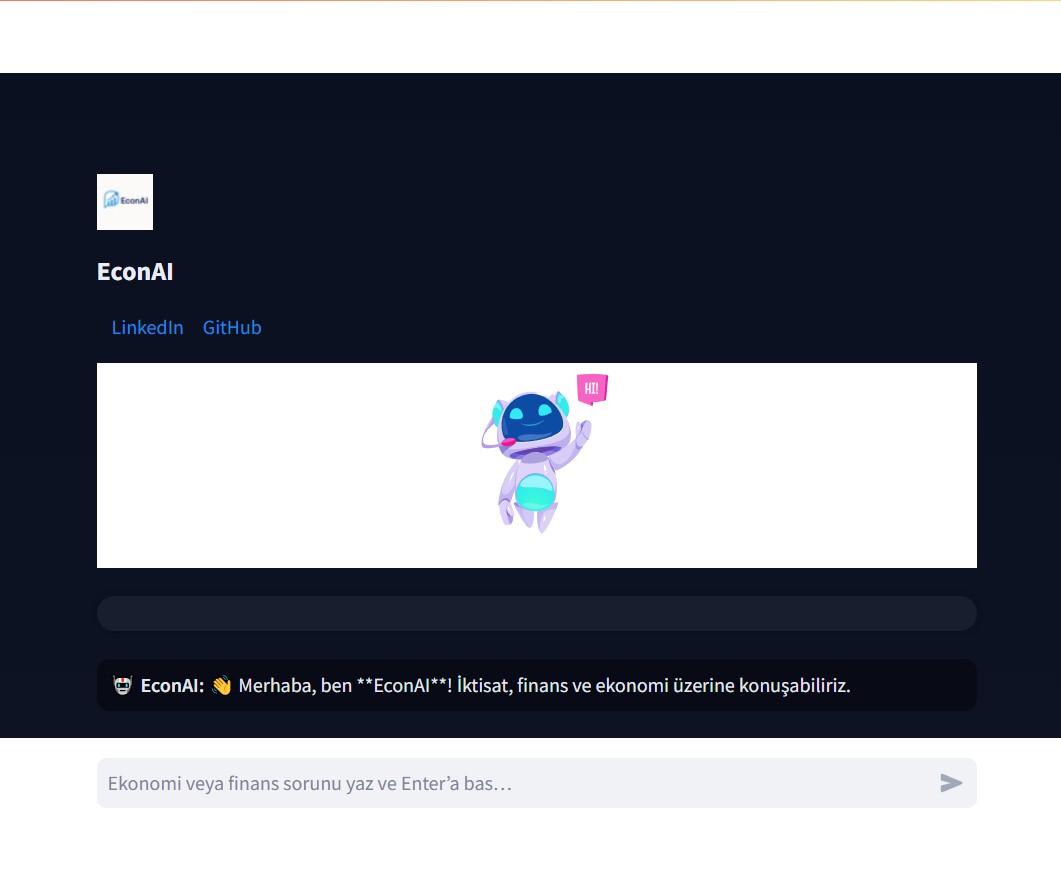 EconAI
EconAI
LinkedIn GitHub
HI!
🤖 EconAI: 👋 Merhaba, ben **EconAI**! İktisat, finans ve ekonomi üzerine konuşabiliriz.
Ekonomi veya finans sorunu yaz ve Enter’a bas…